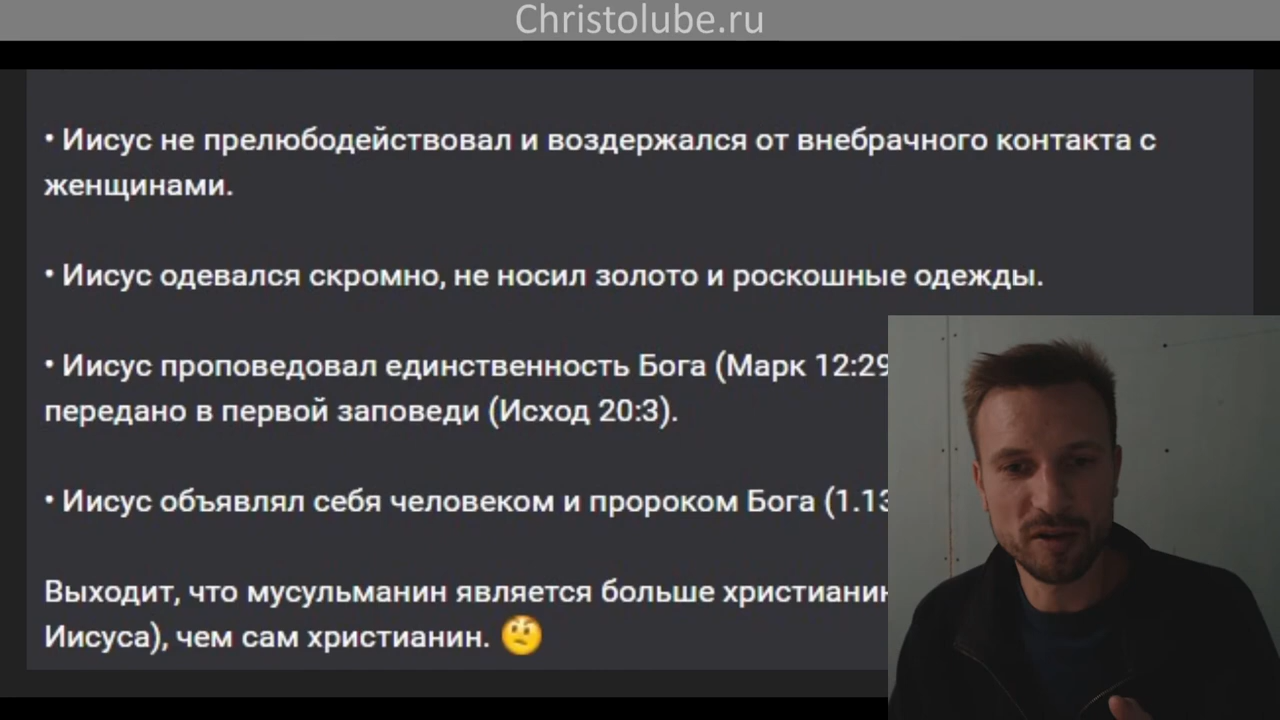 Christolube.ru
• Иисус не прелюбодействовал и воздержался от внебрачного контакта с
женщинами.
• Иисус одевался скромно, не носил золото и роскошные одежды.
• Иисус проповедовал единственность Бога (Марк 12:29
передано в первой заповеди (Исход 20:3).
• Иисус объявлял себя человеком и пророком Бога (1.13
Выходит, что мусульманин является больше христианин
Иисуса), чем сам христианин.